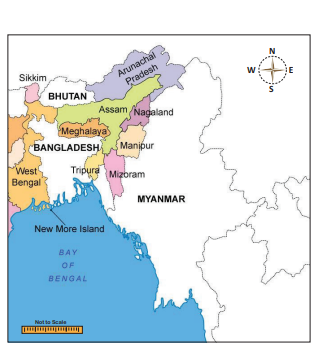 N
W E
S
Arunachal
Pradesh
Sikkim
BHUTAN
Assam
Nagaland
Meghalaya
BANGLADESH
Manipur
West
Bengal
Tripura
Mizoram
MYANMAR
New More Island
BAY
OF
BENGAL
Not to Scale